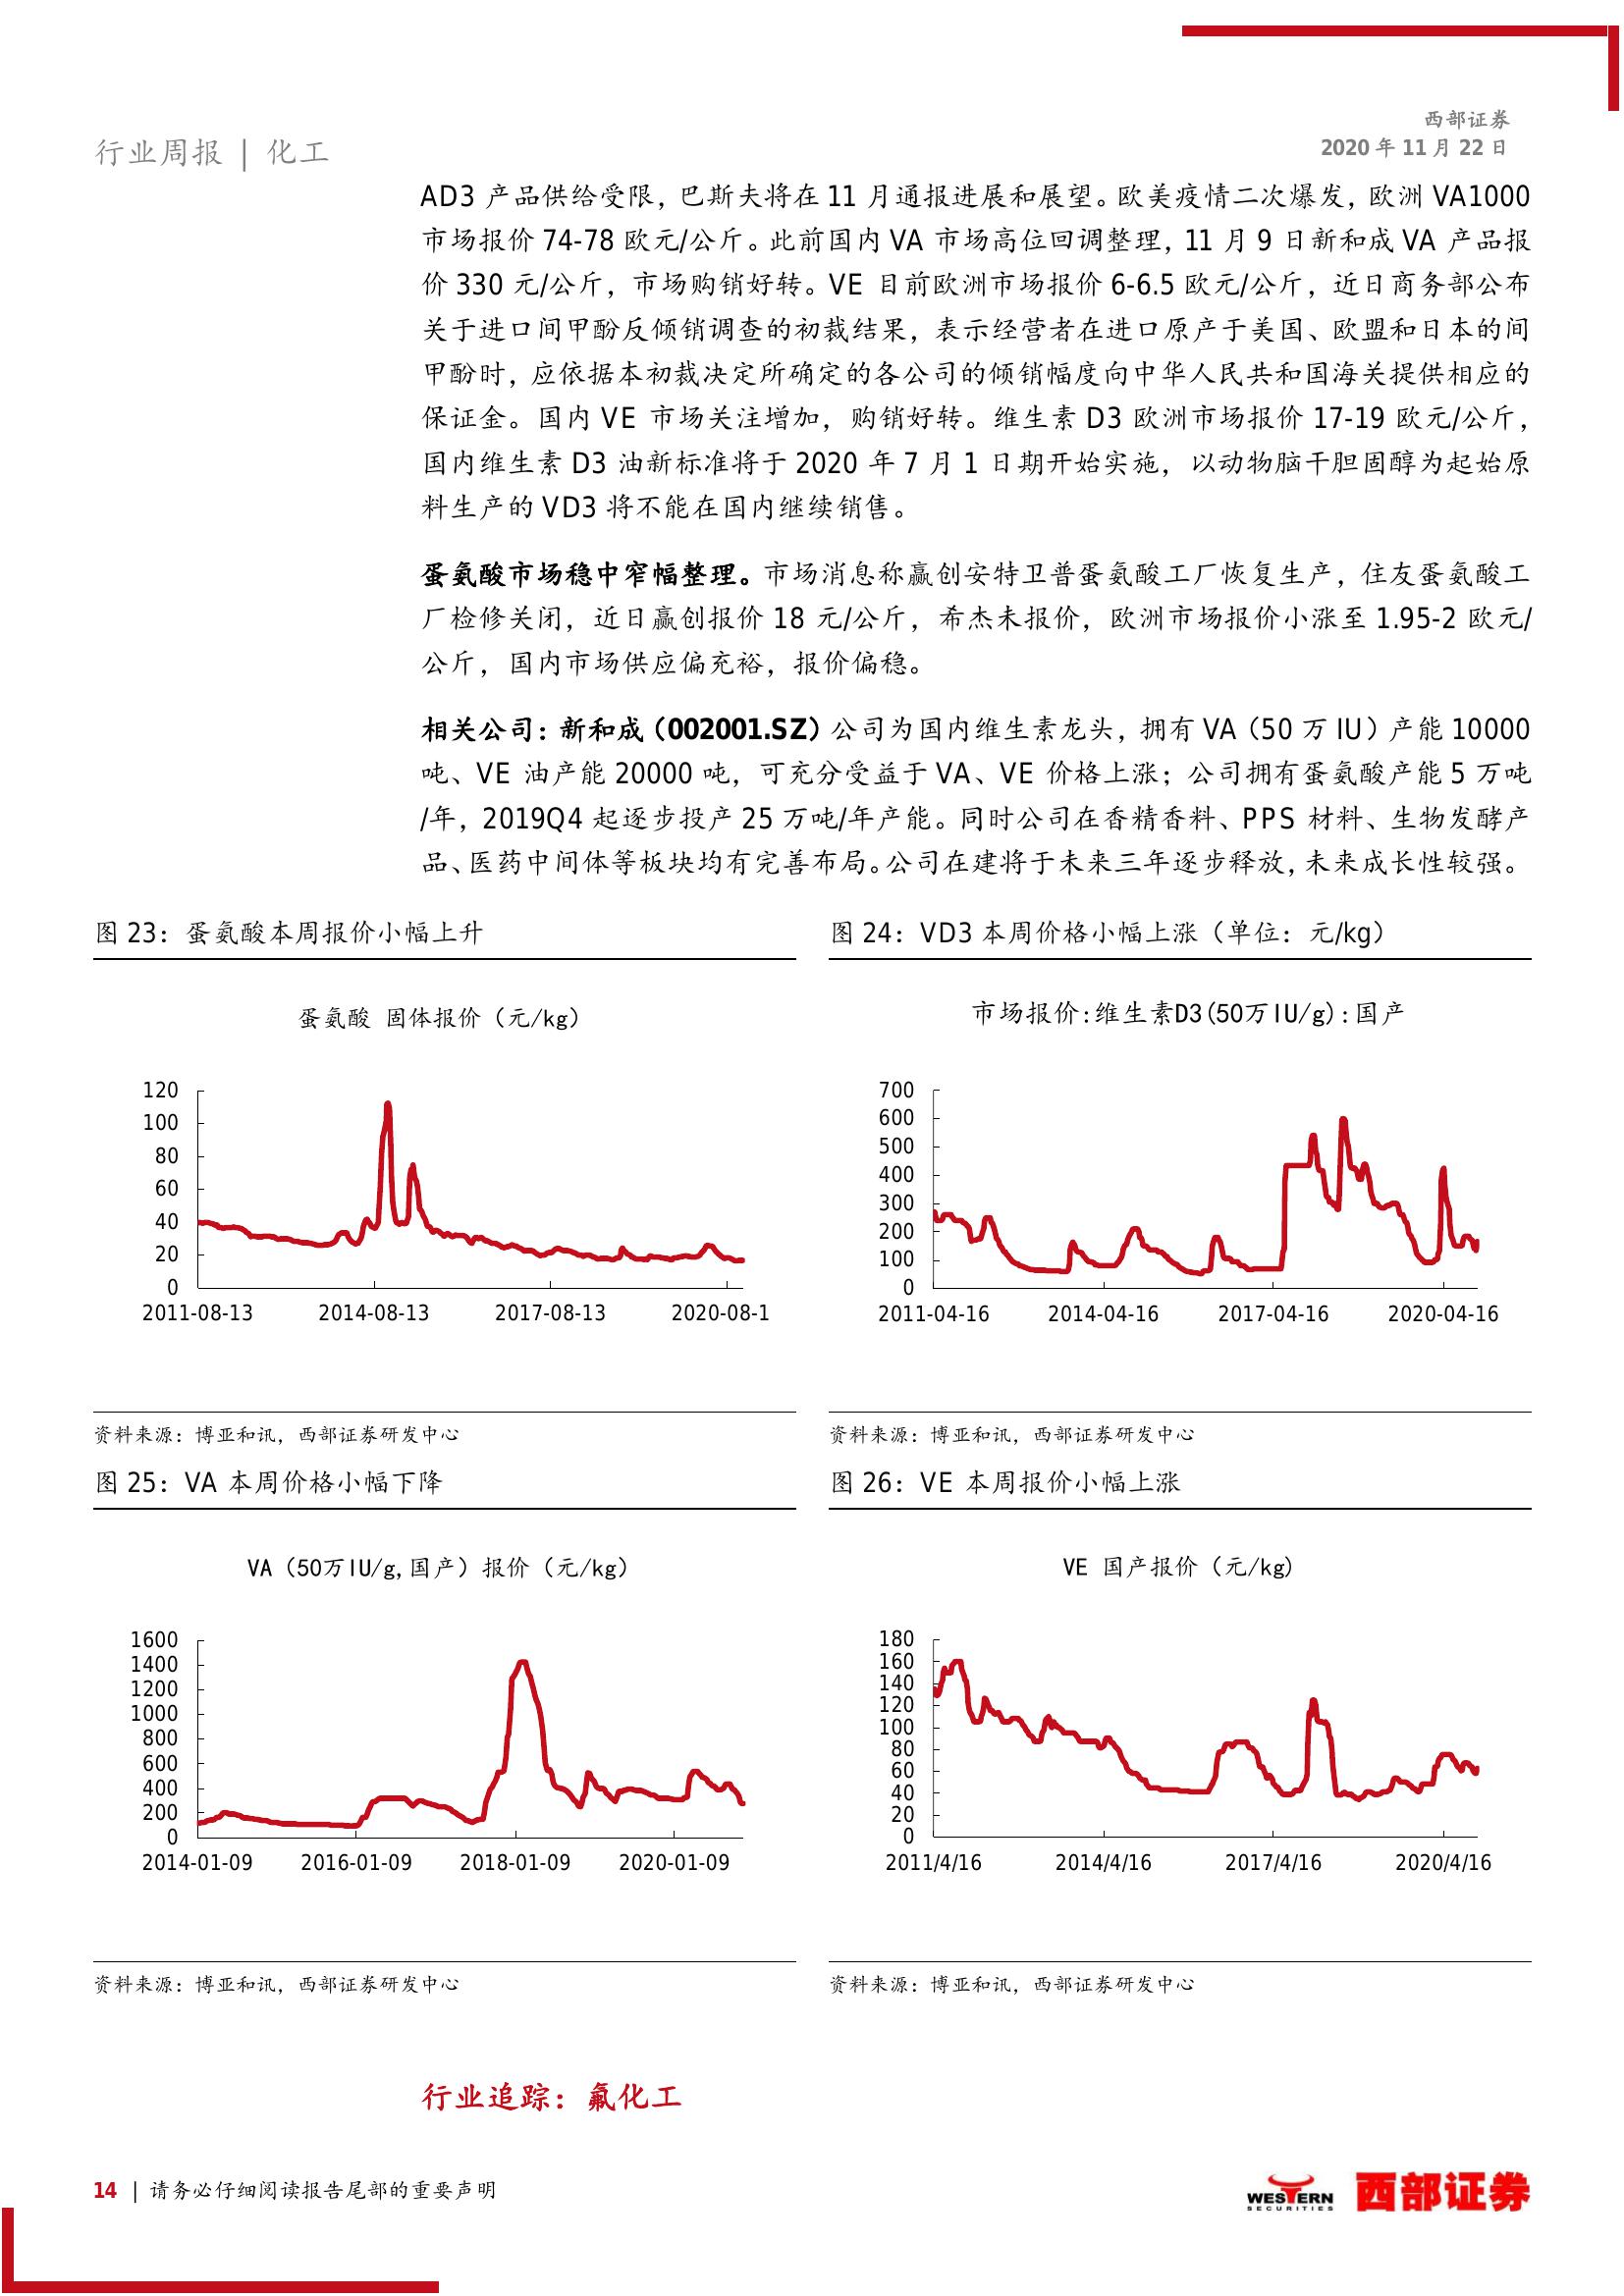 西部证券
行业周报 | 化工
2020 年 11 月 22 日
AD3 产品供给受限，巴斯夫将在 11 月通报进展和展望。欧美疫情二次爆发，欧洲 VA1000
市场报价 74-78 欧元/公斤。此前国内 VA 市场高位回调整理，11 月 9 日新和成 VA 产品报
价 330 元/公斤，市场购销好转。VE 目前欧洲市场报价 6-6.5 欧元/公斤，近日商务部公布
关于进口间甲酚反倾销调查的初裁结果，表示经营者在进口原产于美国、欧盟和日本的间
甲酚时，应依据本初裁决定所确定的各公司的倾销幅度向中华人民共和国海关提供相应的
保证金。国内 VE 市场关注增加，购销好转。维生素 D3 欧洲市场报价 17-19 欧元/公斤，
国内维生素 D3 油新标准将于 2020 年 7 月 1 日期开始实施，以动物脑干胆固醇为起始原
料生产的 VD3 将不能在国内继续销售。
蛋氨酸市场稳中窄幅整理。市场消息称赢创安特卫普蛋氨酸工厂恢复生产，住友蛋氨酸工
厂检修关闭，近日赢创报价 18 元/公斤，希杰未报价，欧洲市场报价小涨至 1.95-2 欧元/
公斤，国内市场供应偏充裕，报价偏稳。
相关公司：新和成（002001.SZ）公司为国内维生素龙头，拥有 VA（50 万 IU）产能 10000
吨、VE 油产能 20000 吨，可充分受益于 VA、VE 价格上涨；公司拥有蛋氨酸产能 5 万吨
/年，2019Q4 起逐步投产 25 万吨/年产能。同时公司在香精香料、PPS 材料、生物发酵产
品、医药中间体等板块均有完善布局。公司在建将于未来三年逐步释放，未来成长性较强。
图 23：蛋氨酸本周报价小幅上升
蛋氨酸 固体报价（元/kg）
120
100
80
60
40
20
0
2011-08-13 2014-08-13 2017-08-13 2020-08-1
资料来源：博亚和讯，西部证券研发中心
图 24：VD3 本周价格小幅上涨（单位：元/kg）
市场报价:维生素D3(50万IU/g):国产
700
600
500
400
300
200
100
0
2011-04-16 2014-04-16 2017-04-16 2020-04-16
资料来源：博亚和讯，西部证券研发中心
图 25：VA 本周价格小幅下降
VA（50万IU/g,国产）报价（元/kg）
1600
1400
1200
1000
800
600
400
200
0
2014-01-09 2016-01-09 2018-01-09 2020-01-09
资料来源：博亚和讯，西部证券研发中心
图 26：VE 本周报价小幅上涨
VE 国产报价（元/kg）
180
160
140
120
100
80
60
40
20
0
2011/4/16 2014/4/16 2017/4/16 2020/4/16
资料来源：博亚和讯，西部证券研发中心
行业追踪：氟化工
14 | 请务必仔细阅读报告尾部的重要声明
WESTERN
SECURITIES
西部证券